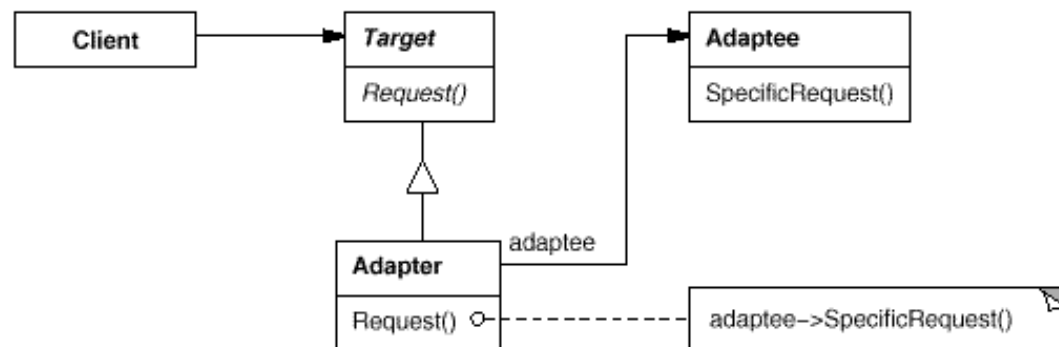 Client
Target
Request()
Adaptee
SpecificRequest()
adaptee
Adapter
Request()
adaptee->SpecificRequest()